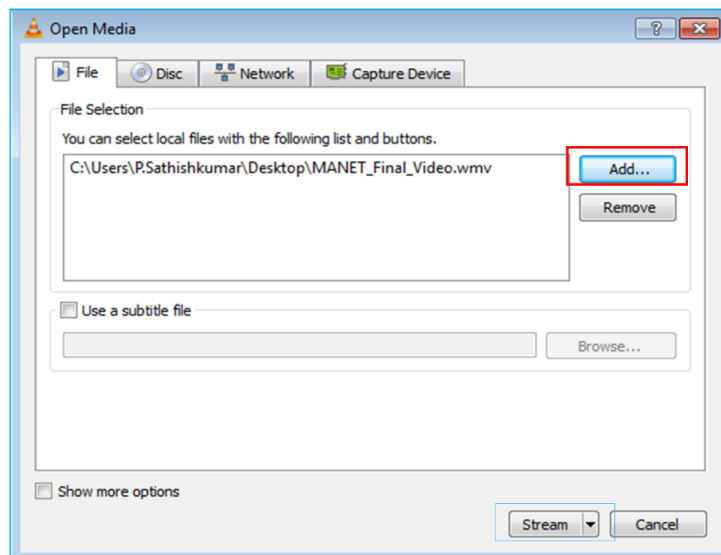 Open Media
File
Disc
Network
Capture Device
File Selection
You can select local files with the following list and buttons.
C:\Users\P.Sathishkumar\Desktop\MANET_Final_Video.wmv
Add...
Remove
Use a subtitle file
Browse...
Show more options
Stream
Cancel